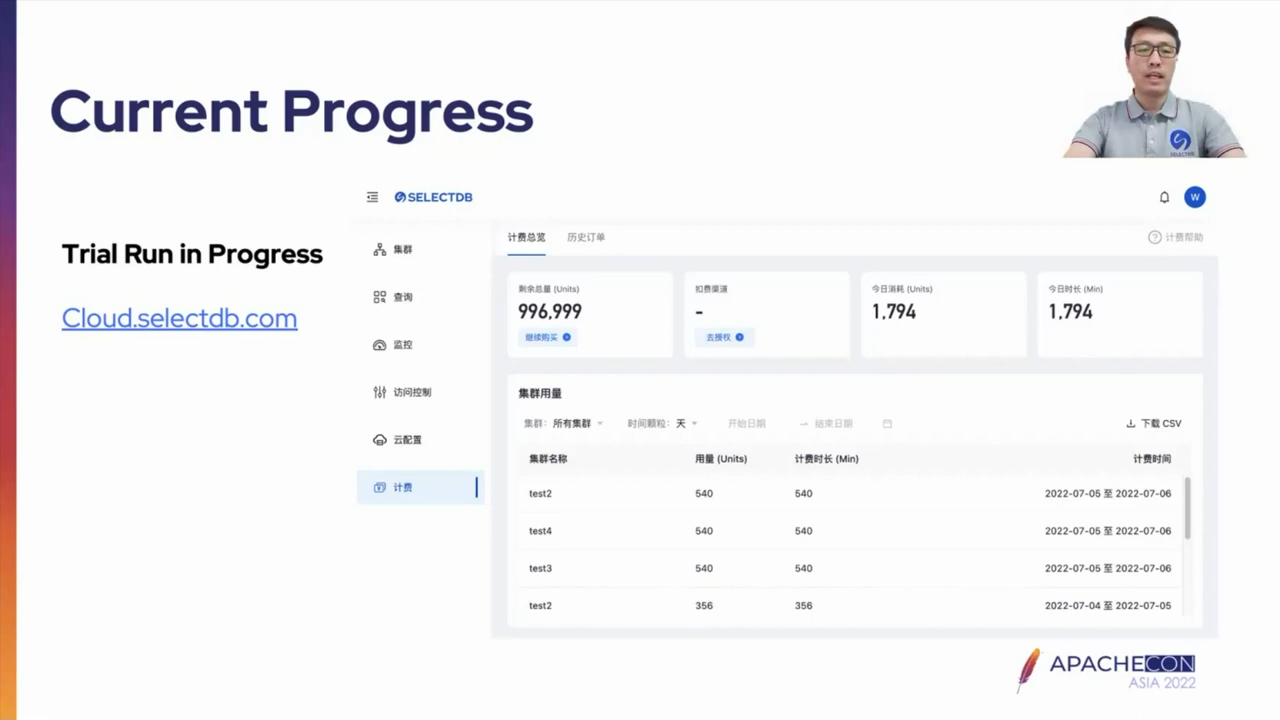 Current Progress
SELECTDB
SELECTDB
W
Trial Run in Progress
Cloud.selectdb.com
集群
查询
监控
访问控制
云配置
计费
计费总览 历史订单 ? 计费帮助
剩余总量 (Units) 扣费渠道 今日消耗 (Units) 今日时长 (Min)
996,999 - 1,794 1,794
继续购买 去授权
集群用量
集群: 所有集群 时间颗粒: 天 开始日期 → 结束日期 下载 CSV
集群名称 用量 (Units) 计费时长 (Min) 计费时间
test2 540 540 2022-07-05 至 2022-07-06
test4 540 540 2022-07-05 至 2022-07-06
test3 540 540 2022-07-05 至 2022-07-06
test2 356 356 2022-07-04 至 2022-07-05
APACHECON
ASIA 2022